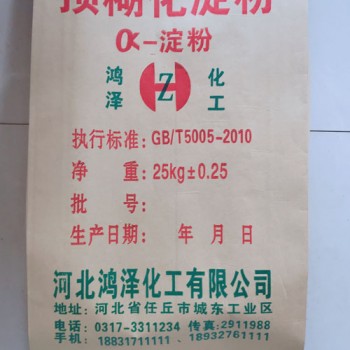 预糊化淀粉
α-淀粉
鸿泽 HZ 化工
执行标准: GB/T5005-2010
净 重: 25kg±0.25
批 号:
生产日期: 年 月 日
河北鸿泽化工有限公司
地址: 河北省任丘市城东工业区
电话: 0317-3311234 传真: 2911988
手机: 18831711111 、 18932761111